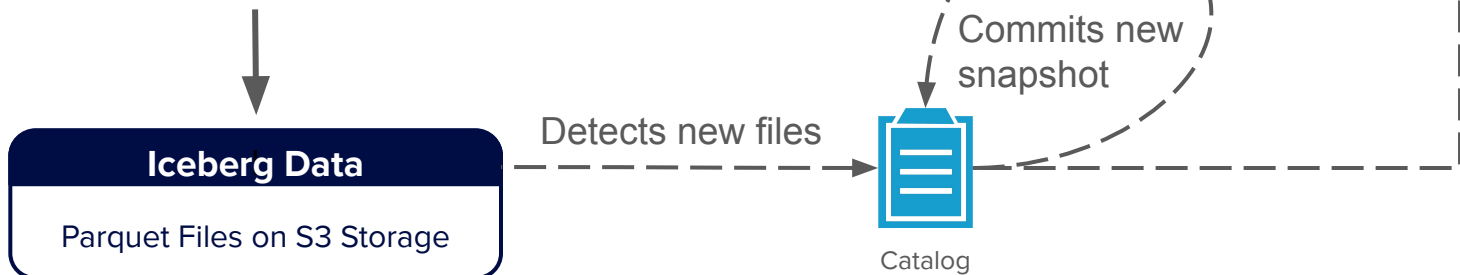 Commits new
snapshot
Detects new files
Iceberg Data
Parquet Files on S3 Storage
Catalog